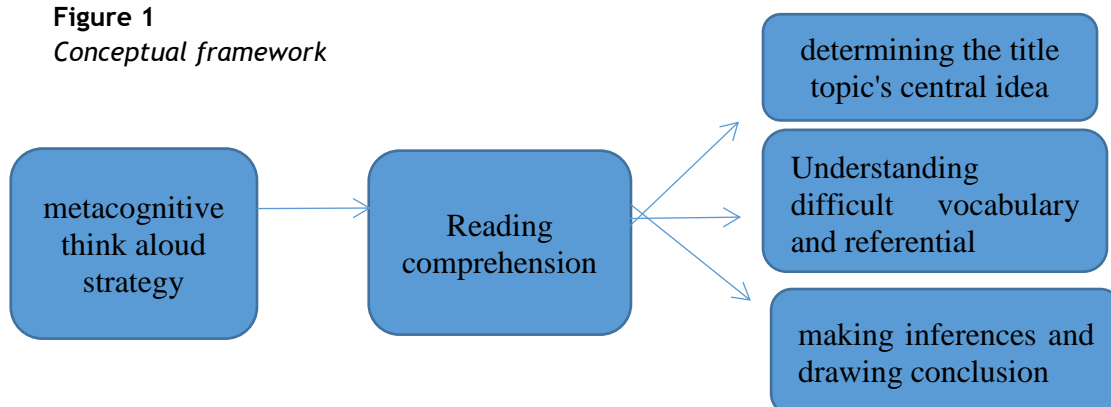 Figure 1
Conceptual framework
metacognitive
think aloud
strategy
Reading
comprehension
determining the title
topic's central idea
Understanding
difficult vocabulary
and referential
making inferences and
drawing conclusion